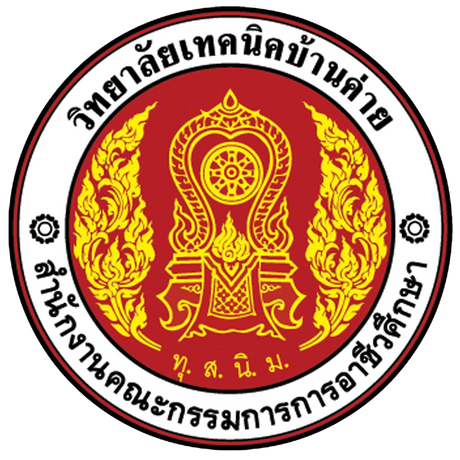 วิทยาลัยเทคนิคบ้านค่าย
ทุ. ส. นิ. ม.
สำนักงานคณะกรรมการการอาชีวศึกษา